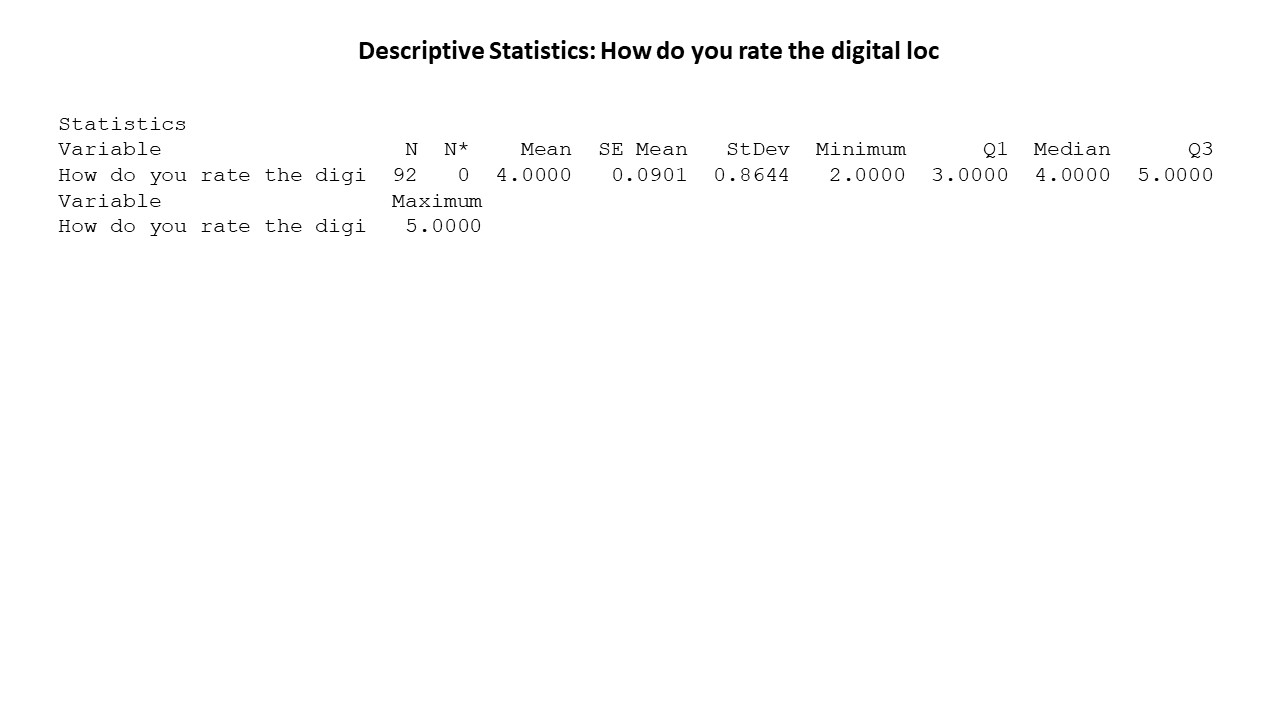 Descriptive Statistics: How do you rate the digital loc
Statistics
Variable N N* Mean SE Mean StDev Minimum Q1 Median Q3
How do you rate the digi 92 0 4.0000 0.0901 0.8644 2.0000 3.0000 4.0000 5.0000
Variable Maximum
How do you rate the digi 5.0000